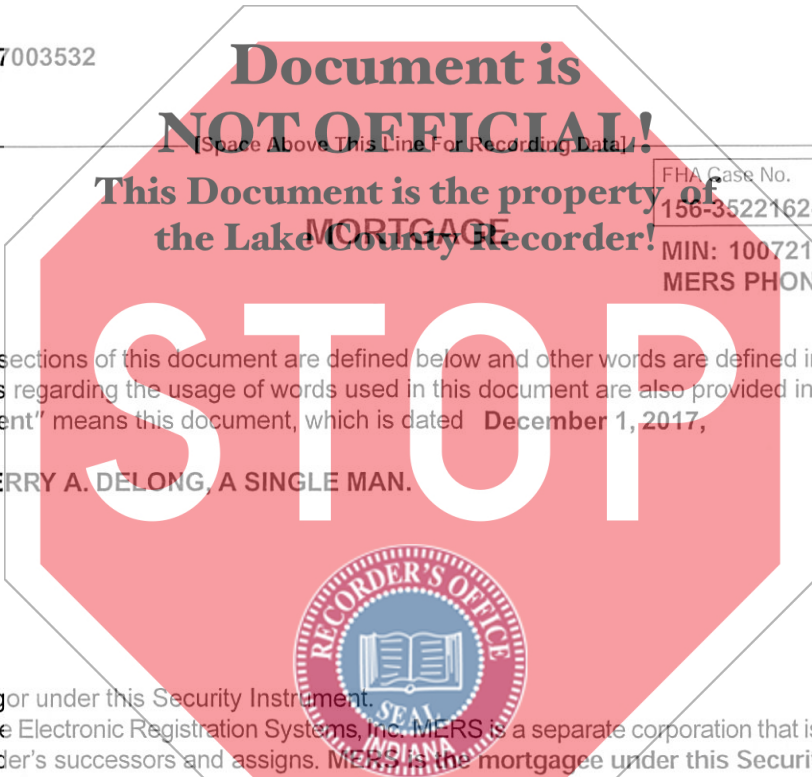 7003532
Document is
NOT OFFICIAL!
[Space Above This Line For Recording Data]
This Document is the property of
the Lake County Recorder!
MORTGAGE
FHA Case No.
156-3522162
MIN: 100721
MERS PHON
STOP
sections of this document are defined below and other words are defined i
s regarding the usage of words used in this document are also provided in
ent" means this document, which is dated December 1, 2017,
ERRY A. DELONG, A SINGLE MAN.
RECORDER'S OFFICE
SEAL
INDIANA
gor under this Security Instrument.
e Electronic Registration Systems, Inc. MERS is a separate corporation that is
der's successors and assigns. MERS is the mortgagee under this Securi